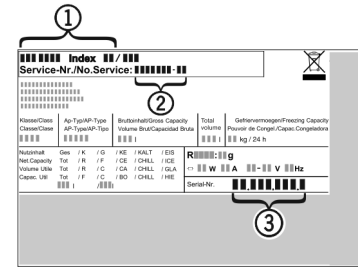 1
Index / 
Service-Nr./No.Service: -
2
Klasse/Class Ap-Typ/AP-Type Bruttoinhalt/Gross Capacity Total Gefriervermoegen/Freezing Capacity
Classe/Clase AP-Type/AP-Tipo Volume Brut/Capacidad Bruta volume Pouvoir de Congel./Capac.Congeladora
l l kg / 24 h
Nutzinhalt Ges / K / G / KE / KALT / EIS R : g
Net.Capacity Tot / R / F / CE / CHILL / ICE
Volume Utile Tot / R / C / CA / CHILL / GLA W A - V Hz
Capac. Util Tot / F / C / BO / CHILL / HIE Serial-Nr. . . .
l / l
3